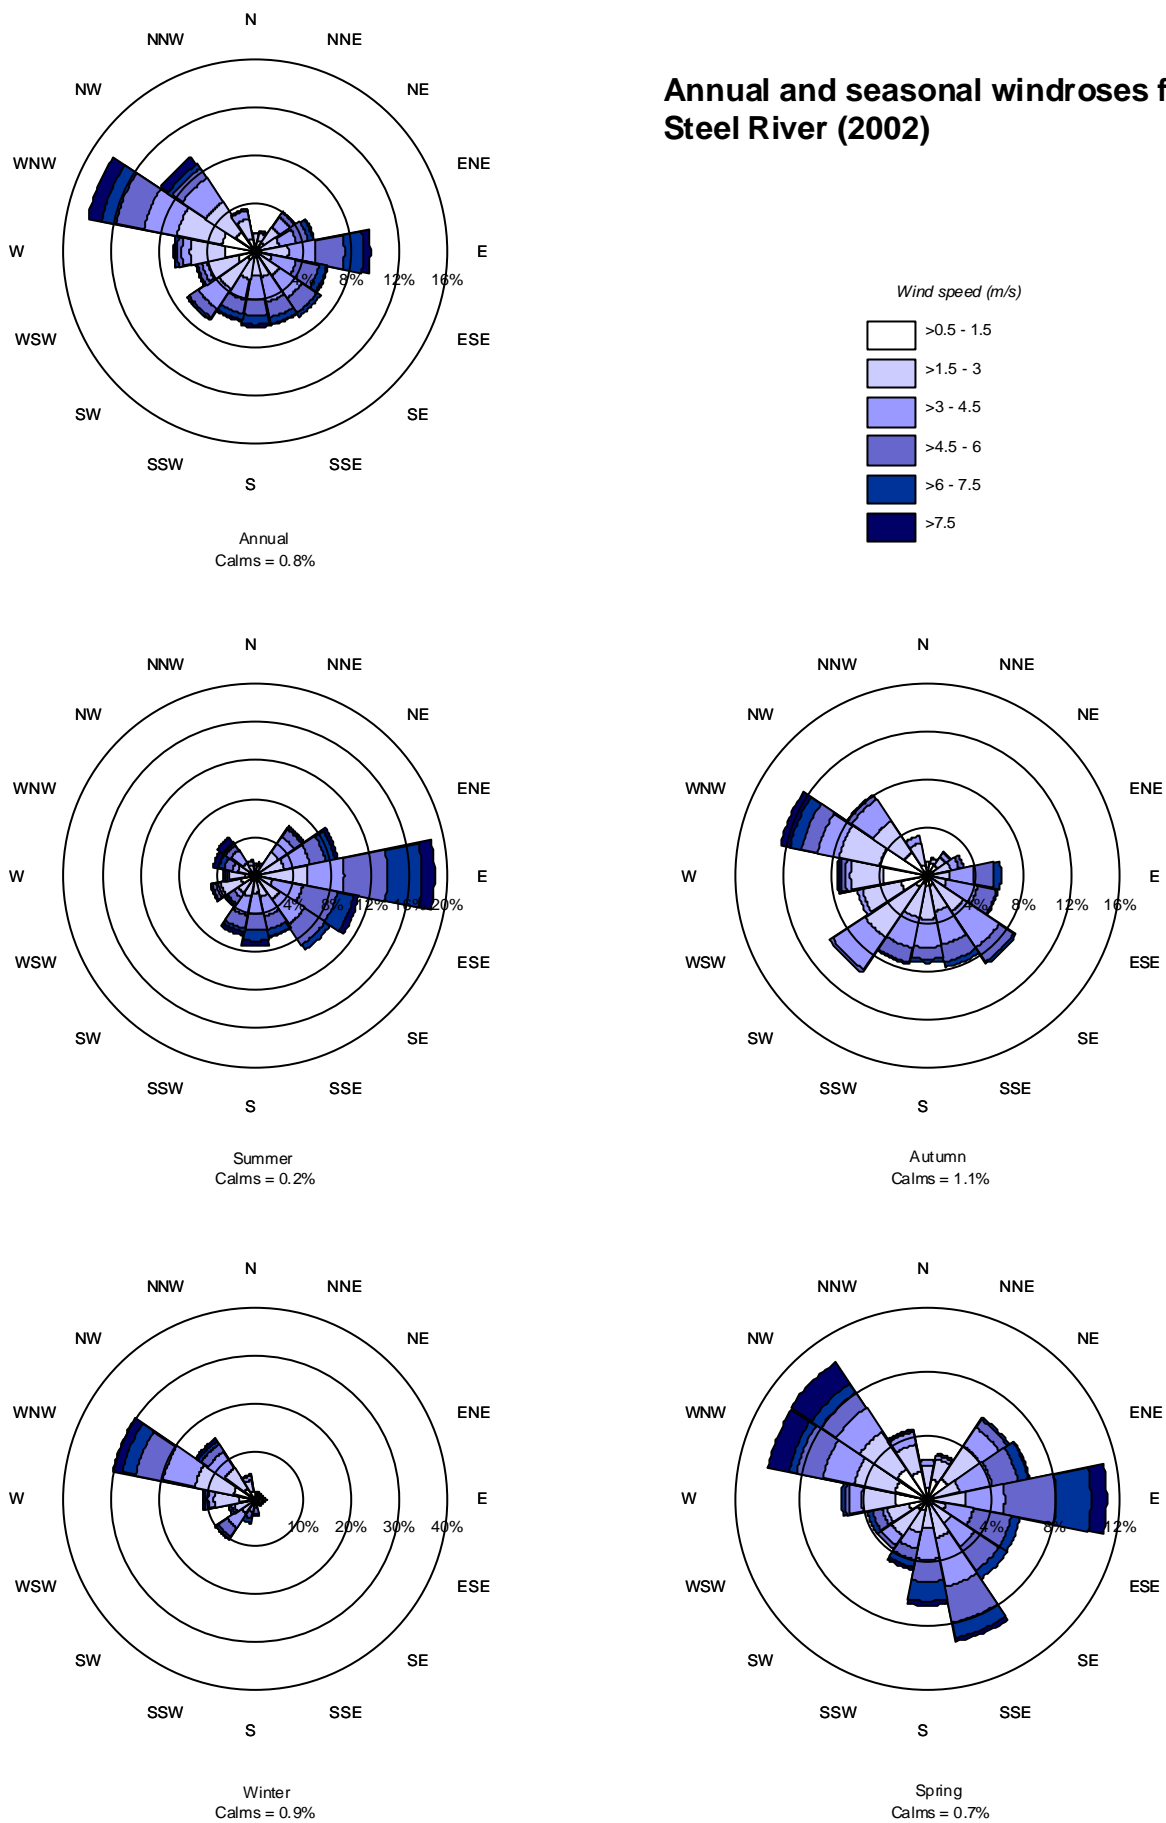 N
NNW
NNE
NW
NE
WNW
ENE
W
E
4%
8%
12%
16%
WSW
ESE
SW
SE
SSW
SSE
S
Annual
Calms = 0.8%
Annual and seasonal windroses f
Steel River (2002)
Wind speed (m/s)
>0.5 - 1.5
>1.5 - 3
>3 - 4.5
>4.5 - 6
>6 - 7.5
>7.5
N
NNW
NNE
NW
NE
WNW
ENE
W
E
4%
8%
12%
16%
20%
WSW
ESE
SW
SE
SSW
SSE
S
Summer
Calms = 0.2%
N
NNW
NNE
NW
NE
WNW
ENE
W
E
4%
8%
12%
16%
WSW
ESE
SW
SE
SSW
SSE
S
Autumn
Calms = 1.1%
N
NNW
NNE
NW
NE
WNW
ENE
W
E
10%
20%
30%
40%
WSW
ESE
SW
SE
SSW
SSE
S
Winter
Calms = 0.9%
N
NNW
NNE
NW
NE
WNW
ENE
W
E
4%
8%
12%
WSW
ESE
SW
SE
SSW
SSE
S
Spring
Calms = 0.7%